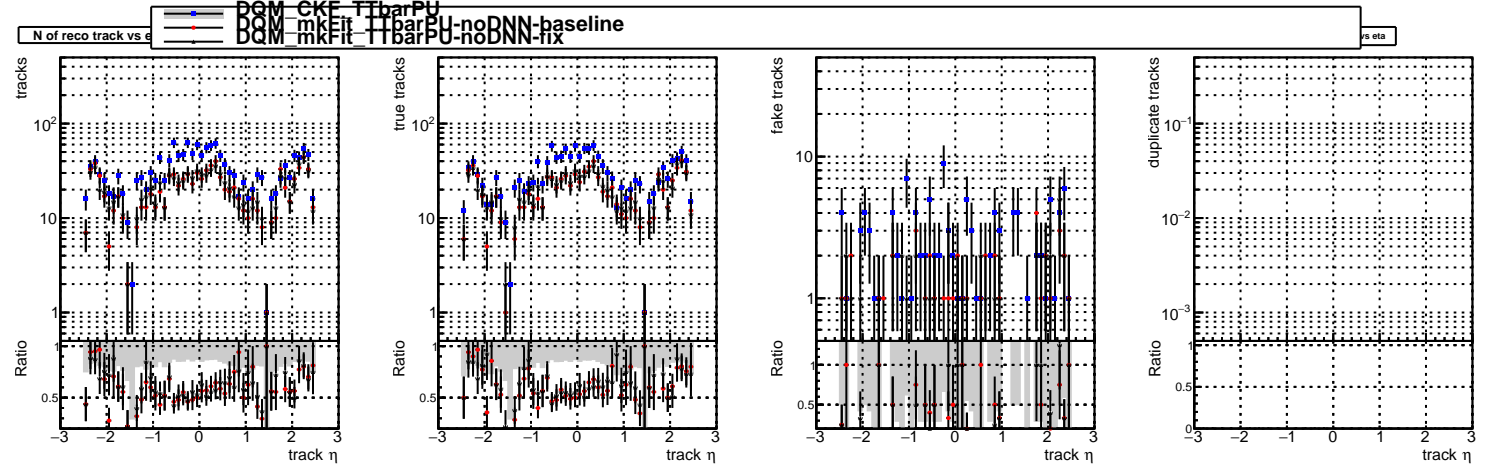 DQM_CKF_TTbarPU
DQM_mkFit_TTbarPU-noDNN-baseline
DQM_mkFit_TTbarPU-noDNN-fix
N of reco track vs e
vs eta
tracks
10²
10
1
Ratio
1
0.5
−3 −2 −1 0 1 2 3
track η
true tracks
10²
10
1
Ratio
1
0.5
−3 −2 −1 0 1 2 3
track η
fake tracks
10
1
Ratio
1
0.5
−3 −2 −1 0 1 2 3
track η
duplicate tracks
10⁻¹
10⁻²
10⁻³
Ratio
1
0.5
0
−3 −2 −1 0 1 2 3
track η